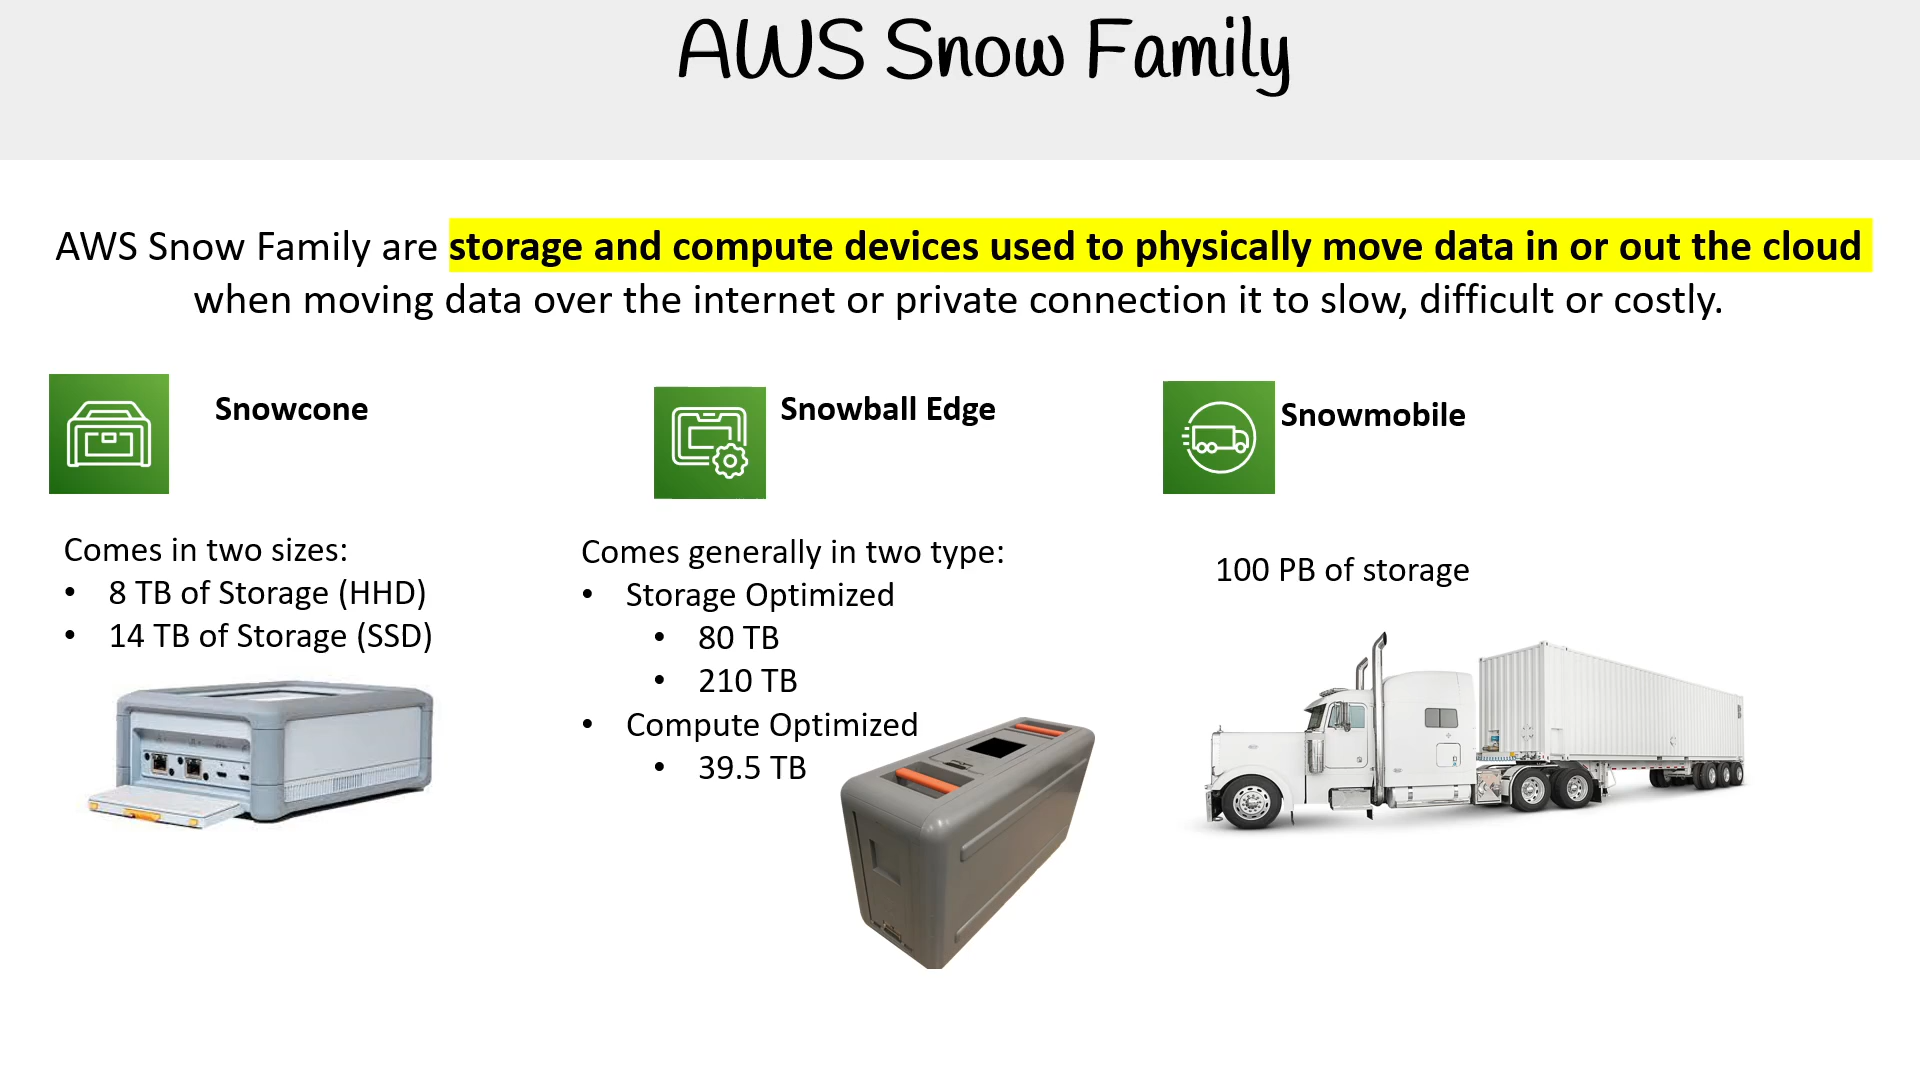 AWS Snow Family
AWS Snow Family are storage and compute devices used to physically move data in or out the cloud
when moving data over the internet or private connection it to slow, difficult or costly.
Snowcone
Comes in two sizes:
• 8 TB of Storage (HHD)
• 14 TB of Storage (SSD)
Snowball Edge
Comes generally in two type:
• Storage Optimized
• 80 TB
• 210 TB
• Compute Optimized
• 39.5 TB
Snowmobile
100 PB of storage